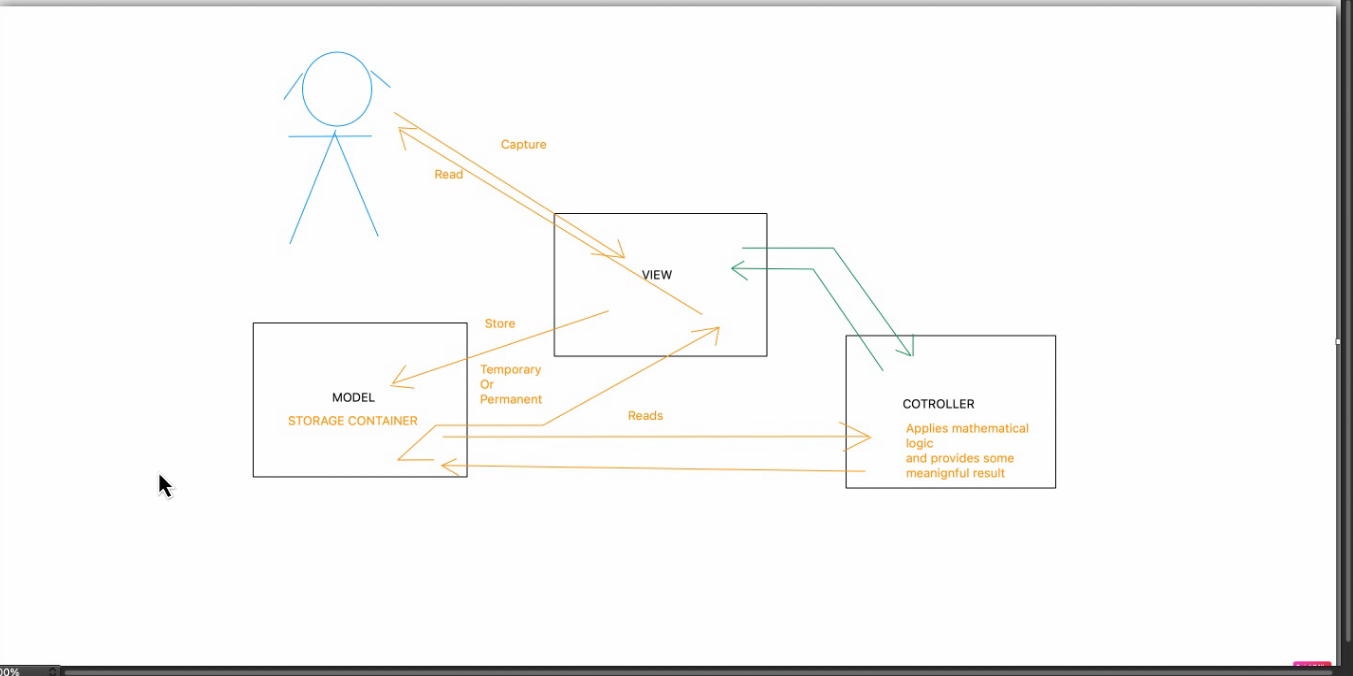 Capture
Read
VIEW
Store
Temporary
Or
Permanent
MODEL
STORAGE CONTAINER
Reads
COTROLLER
Applies mathematical
logic
and provides some
meanignful result
00%